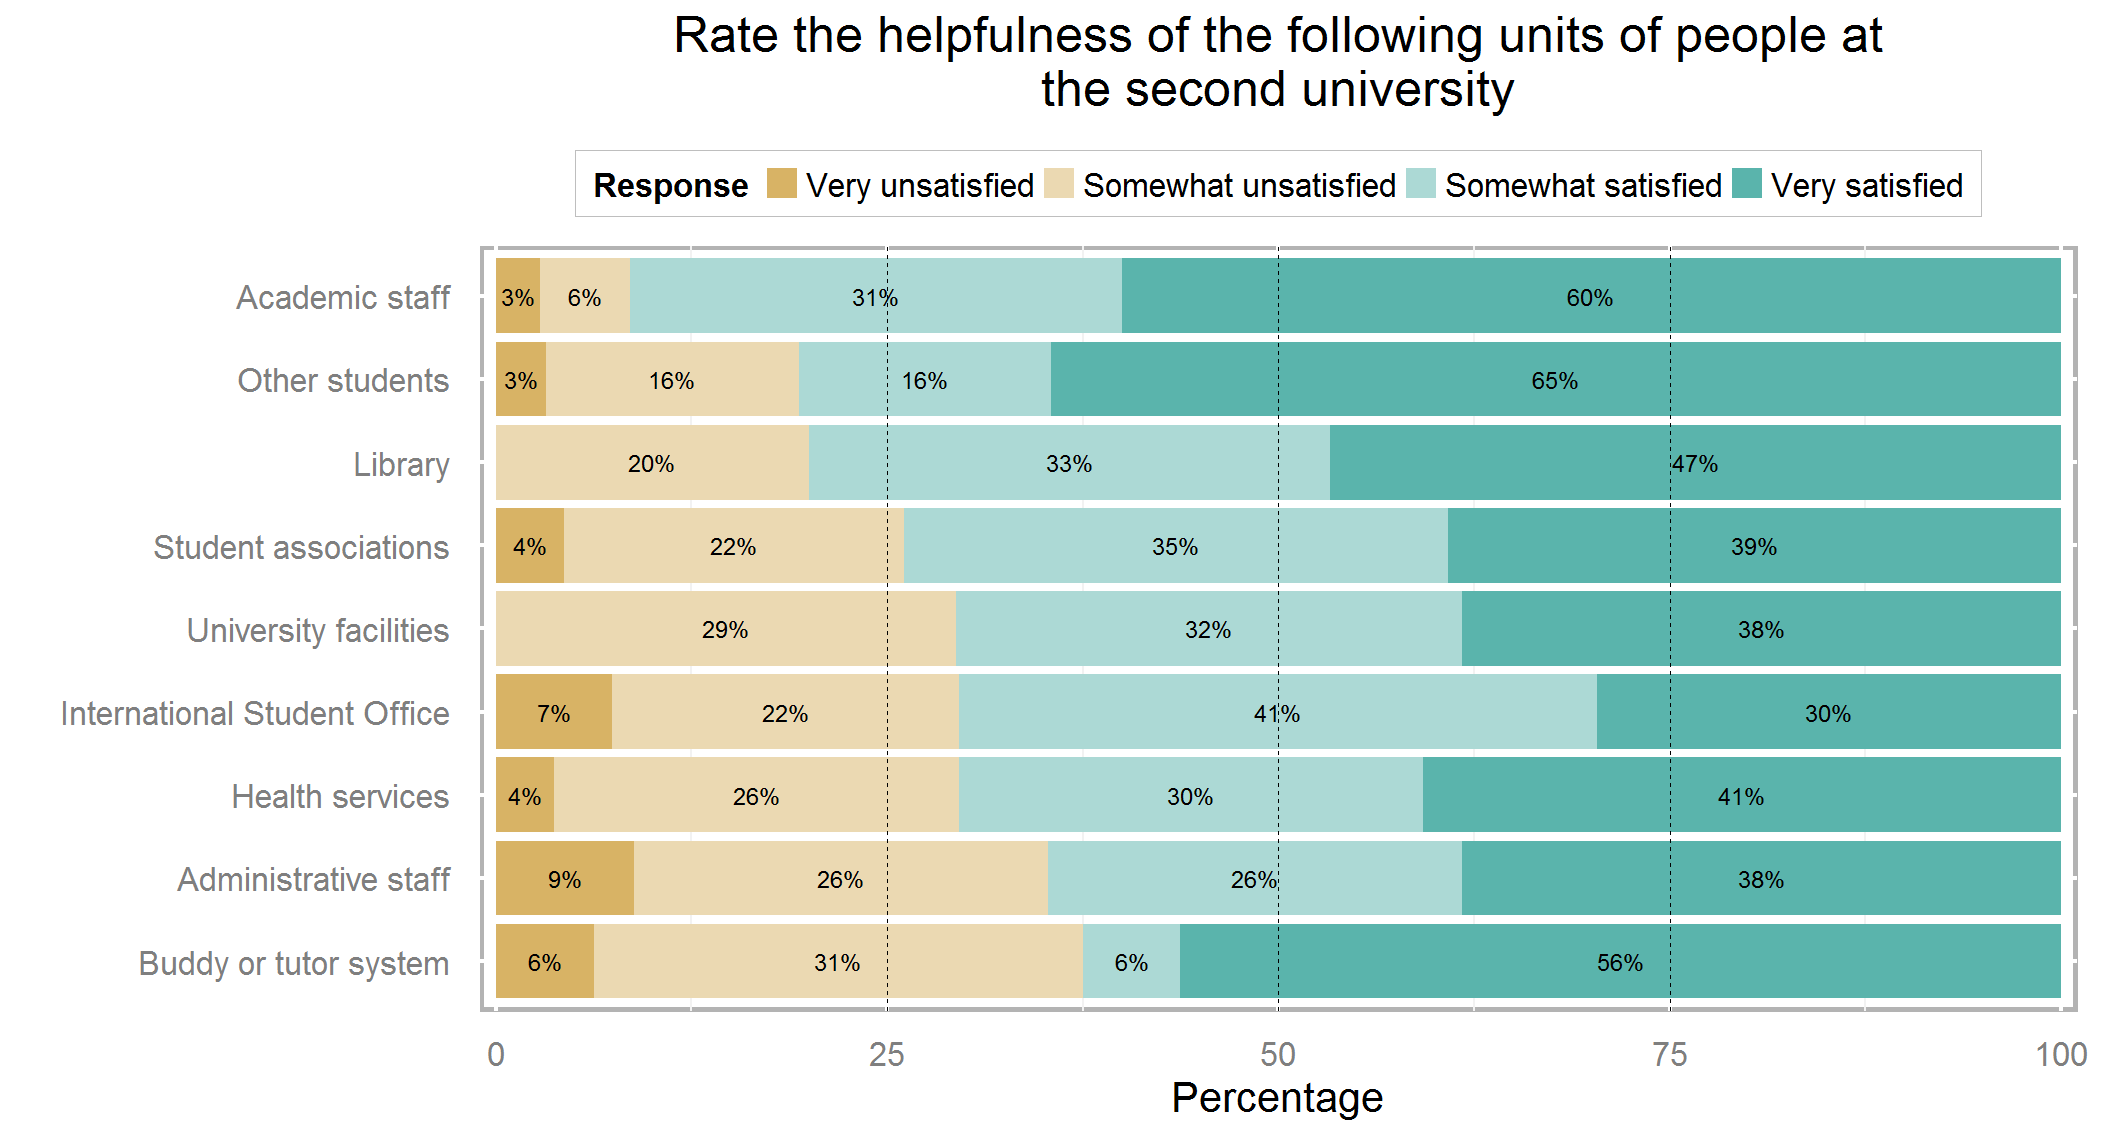 Rate the helpfulness of the following units of people at
the second university
Response Very unsatisfied Somewhat unsatisfied Somewhat satisfied Very satisfied
Academic staff 3% 6% 31% 60%
Other students 3% 16% 16% 65%
Library 20% 33% 47%
Student associations 4% 22% 35% 39%
University facilities 29% 32% 38%
International Student Office 7% 22% 41% 30%
Health services 4% 26% 30% 41%
Administrative staff 9% 26% 26% 38%
Buddy or tutor system 6% 31% 6% 56%
0 25 50 75 100
Percentage